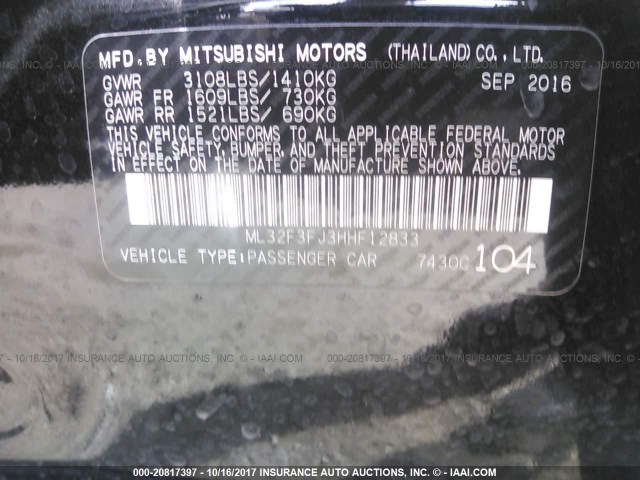 MFD.BY MITSUBISHI MOTORS (THAILAND) CO., LTD.
GVWR 3108LBS/1410KG SEP 2016
GAWR FR 1609LBS/ 730KG
GAWR RR 1521LBS/ 690KG
THIS VEHICLE CONFORMS TO ALL APPLICABLE FEDERAL MOTOR
VEHICLE SAFETY, BUMPER, AND THEFT PREVENTION STANDARDS
IN EFFECT ON THE DATE OF MANUFACTURE SHOWN ABOVE.
ML32F3FJ3HHF12833
VEHICLE TYPE:PASSENGER CAR 7430C 104
000-20817397 - 10/16/2017 INSURANCE AUTO AUCTIONS, INC. - © IAAI.COM